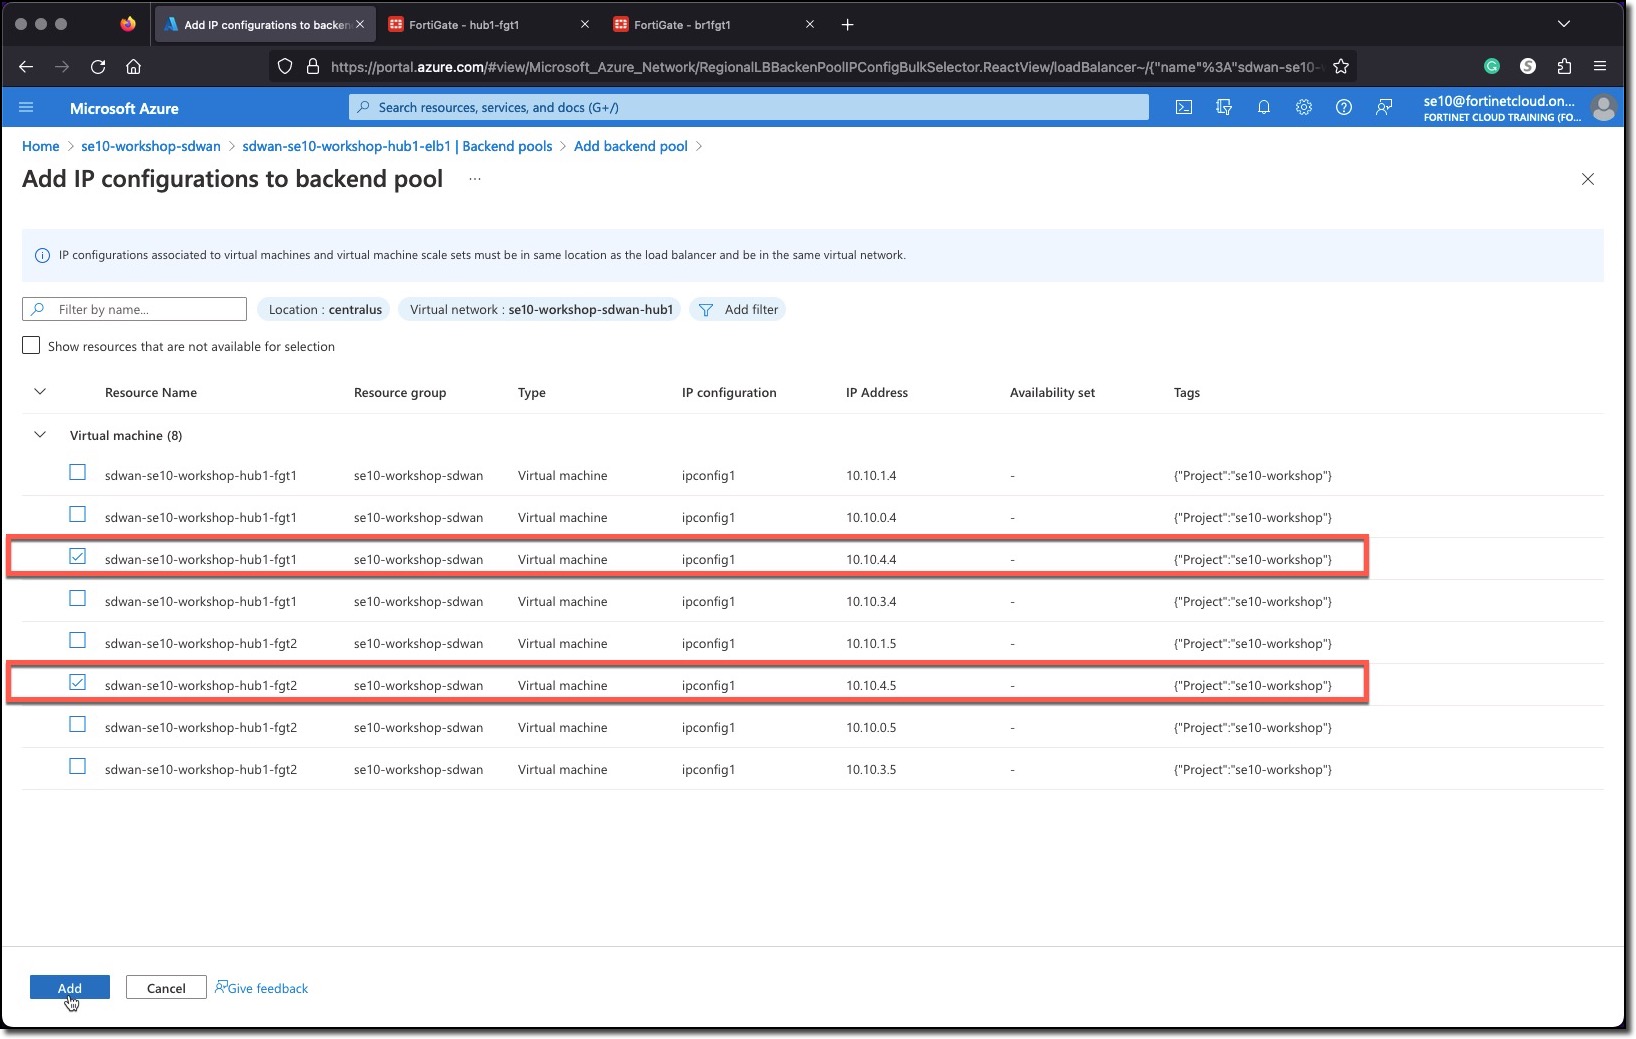 Add IP configurations to backen
FortiGate - hub1-fgt1
FortiGate - br1fgt1
https://portal.azure.com/#view/Microsoft_Azure_Network/RegionalLBBackenPoolIPConfigBulkSelector.ReactView/loadBalancer~/{"name"%3A"sdwan-se10-
Microsoft Azure
Search resources, services, and docs (G+/)
se10@fortinetcloud.on...
FORTINET CLOUD TRAINING (FO...
Home > se10-workshop-sdwan > sdwan-se10-workshop-hub1-elb1 | Backend pools > Add backend pool >
Add IP configurations to backend pool ...
IP configurations associated to virtual machines and virtual machine scale sets must be in same location as the load balancer and be in the same virtual network.
Filter by name... Location : centralus Virtual network : se10-workshop-sdwan-hub1 Add filter
Show resources that are not available for selection
Resource Name Resource group Type IP configuration IP Address Availability set Tags
Virtual machine (8)
sdwan-se10-workshop-hub1-fgt1 se10-workshop-sdwan Virtual machine ipconfig1 10.10.1.4 - {"Project":"se10-workshop"}
sdwan-se10-workshop-hub1-fgt1 se10-workshop-sdwan Virtual machine ipconfig1 10.10.0.4 - {"Project":"se10-workshop"}
sdwan-se10-workshop-hub1-fgt1 se10-workshop-sdwan Virtual machine ipconfig1 10.10.4.4 - {"Project":"se10-workshop"}
sdwan-se10-workshop-hub1-fgt1 se10-workshop-sdwan Virtual machine ipconfig1 10.10.3.4 - {"Project":"se10-workshop"}
sdwan-se10-workshop-hub1-fgt2 se10-workshop-sdwan Virtual machine ipconfig1 10.10.1.5 - {"Project":"se10-workshop"}
sdwan-se10-workshop-hub1-fgt2 se10-workshop-sdwan Virtual machine ipconfig1 10.10.4.5 - {"Project":"se10-workshop"}
sdwan-se10-workshop-hub1-fgt2 se10-workshop-sdwan Virtual machine ipconfig1 10.10.0.5 - {"Project":"se10-workshop"}
sdwan-se10-workshop-hub1-fgt2 se10-workshop-sdwan Virtual machine ipconfig1 10.10.3.5 - {"Project":"se10-workshop"}
Add Cancel Give feedback